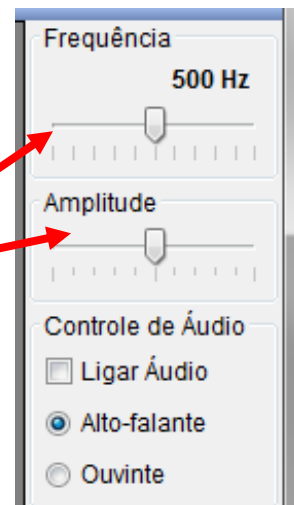 Frequência
500 Hz
Amplitude
Controle de Áudio
Ligar Áudio
Alto-falante
Ouvinte